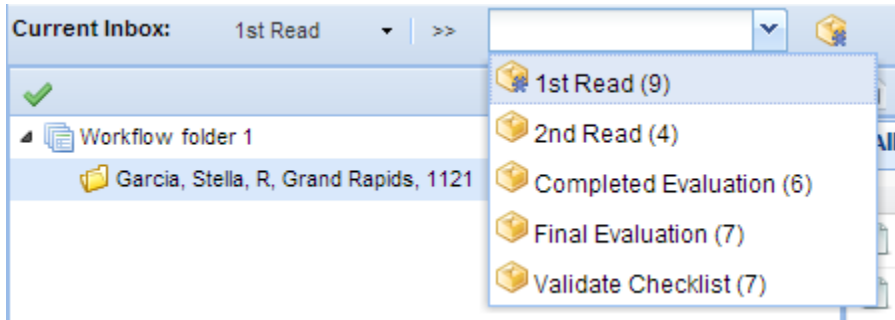 Current Inbox: 1st Read >>
1st Read (9)
2nd Read (4)
Completed Evaluation (6)
Final Evaluation (7)
Validate Checklist (7)
Workflow folder 1
Garcia, Stella, R, Grand Rapids, 1121